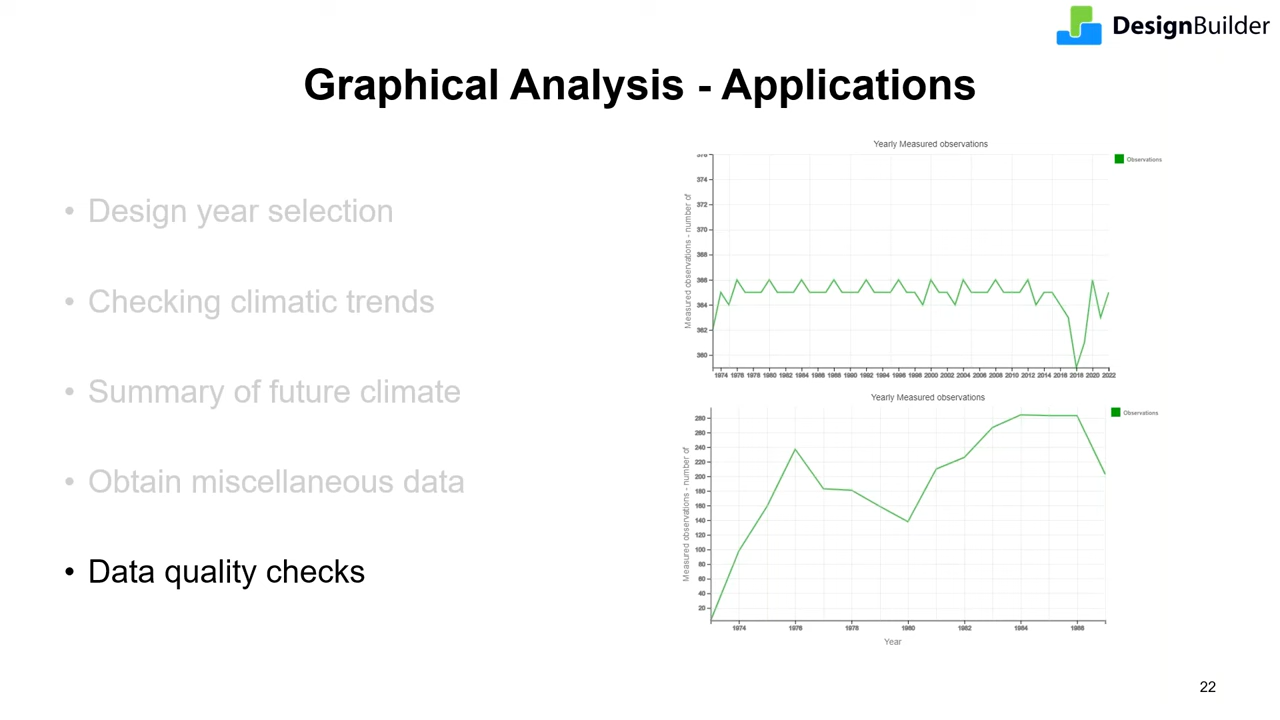 DesignBuilder
Graphical Analysis - Applications
• Design year selection
• Checking climatic trends
• Summary of future climate
• Obtain miscellaneous data
• Data quality checks
Yearly Measured observations
Observations
Measured observations - number of
374
372
370
368
366
364
362
360
1974 1976 1978 1980 1982 1984 1986 1988 1990 1992 1994 1996 1998 2000 2002 2004 2006 2008 2010 2012 2014 2016 2018 2020 2022
Yearly Measured observations
Observations
Measured observations - number of
280
260
240
220
200
180
160
140
120
100
80
60
40
20
1974 1976 1978 1980 1982 1984 1986
Year
22